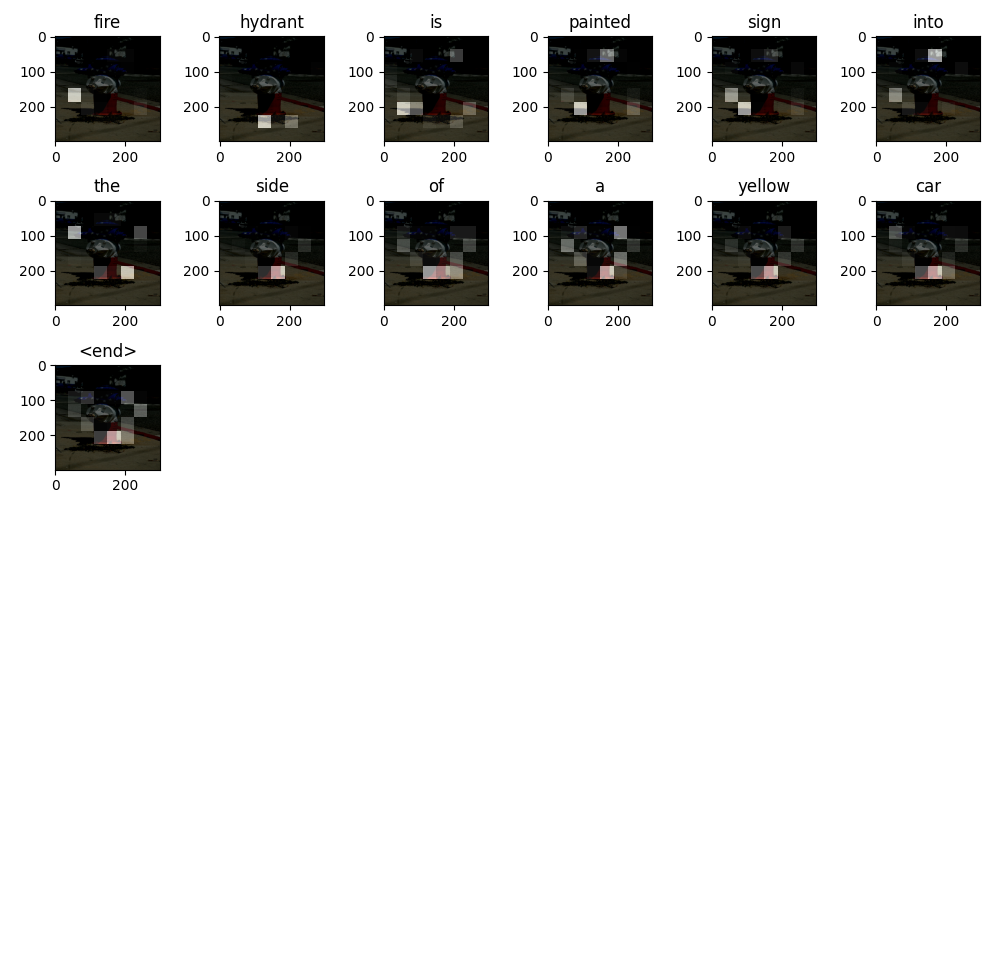 fire hydrant is painted sign into
0 0 0 0 0 0
100 100 100 100 100 100
200 200 200 200 200 200
0 200 0 200 0 200 0 200 0 200 0 200
the side of a yellow car
0 0 0 0 0 0
100 100 100 100 100 100
200 200 200 200 200 200
0 200 0 200 0 200 0 200 0 200 0 200
<end>
0
100
200
0 200